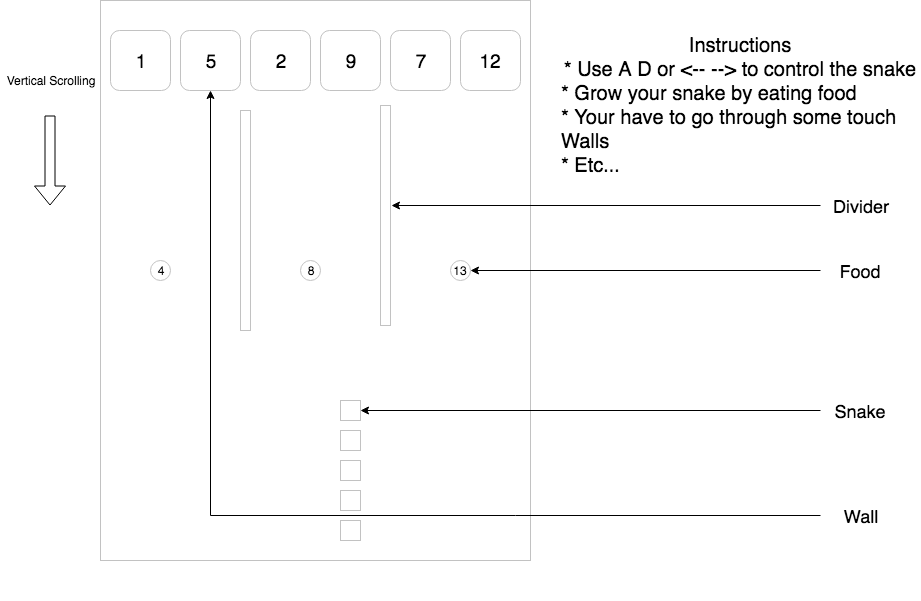 Instructions
* Use A D or <-- --> to control the snake
* Grow your snake by eating food
* Your have to go through some touch
Walls
* Etc...
1 5 2 9 7 12
Vertical Scrolling
Divider
4 8 13
Food
Snake
Wall